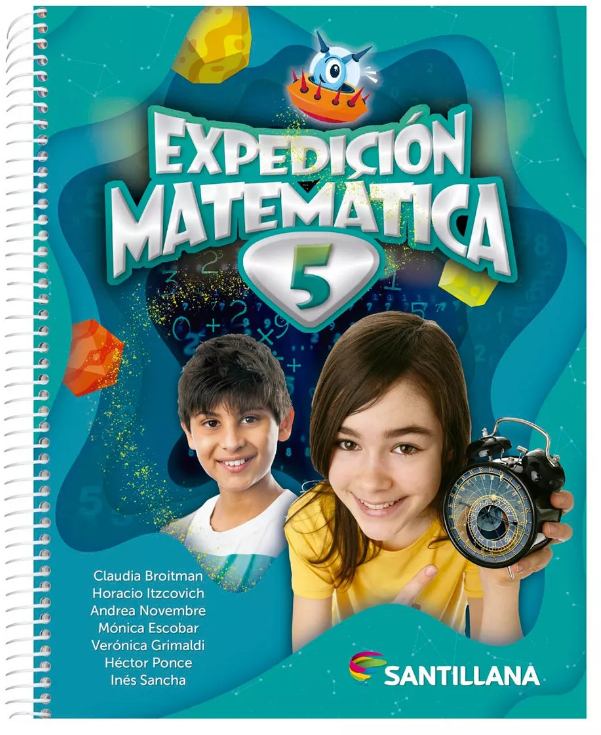 EXPEDICIÓN
MATEMÁTICA
5
Claudia Broitman
Horacio Itzcovich
Andrea Novembre
Mónica Escobar
Verónica Grimaldi
Héctor Ponce
Inés Sancha
SANTILLANA